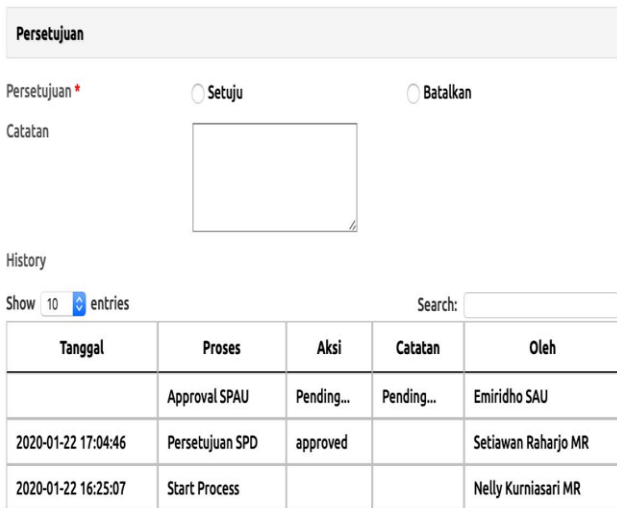 Persetujuan
Persetujuan * Setuju Batalkan
Catatan
History
Show 10 entries Search:
Tanggal Proses Aksi Catatan Oleh
Approval SPAU Pending... Pending... Emiridho SAU
2020-01-22 17:04:46 Persetujuan SPD approved Setiawan Raharjo MR
2020-01-22 16:25:07 Start Process Nelly Kurniasari MR